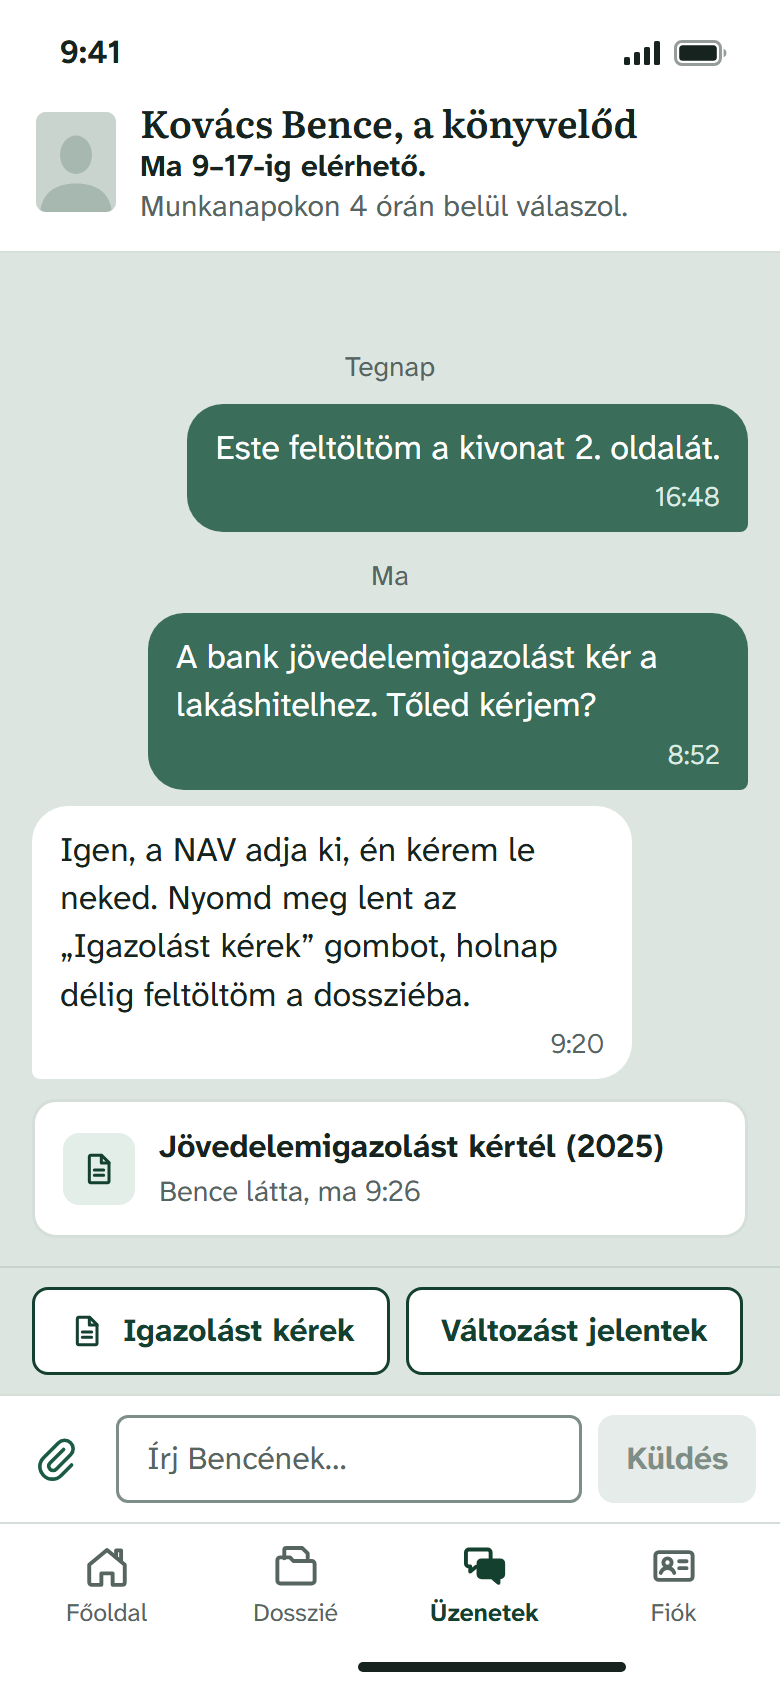 9:41
Kovács Bence, a könyvelőd
Ma 9–17-ig elérhető.
Munkanapokon 4 órán belül válaszol.
Tegnap
Este feltöltöm a kivonat 2. oldalát.
16:48
Ma
A bank jövedelemigazolást kér a
lakáshitelhez. Tőled kérjem?
8:52
Igen, a NAV adja ki, én kérem le
neked. Nyomd meg lent az
„Igazolást kérek” gombot, holnap
délig feltöltöm a dossziéba.
9:20
Jövedelemigazolást kértél (2025)
Bence látta, ma 9:26
Igazolást kérek
Változást jelentek
Írj Bencének...
Küldés
Főoldal
Dosszié
Üzenetek
Fiók